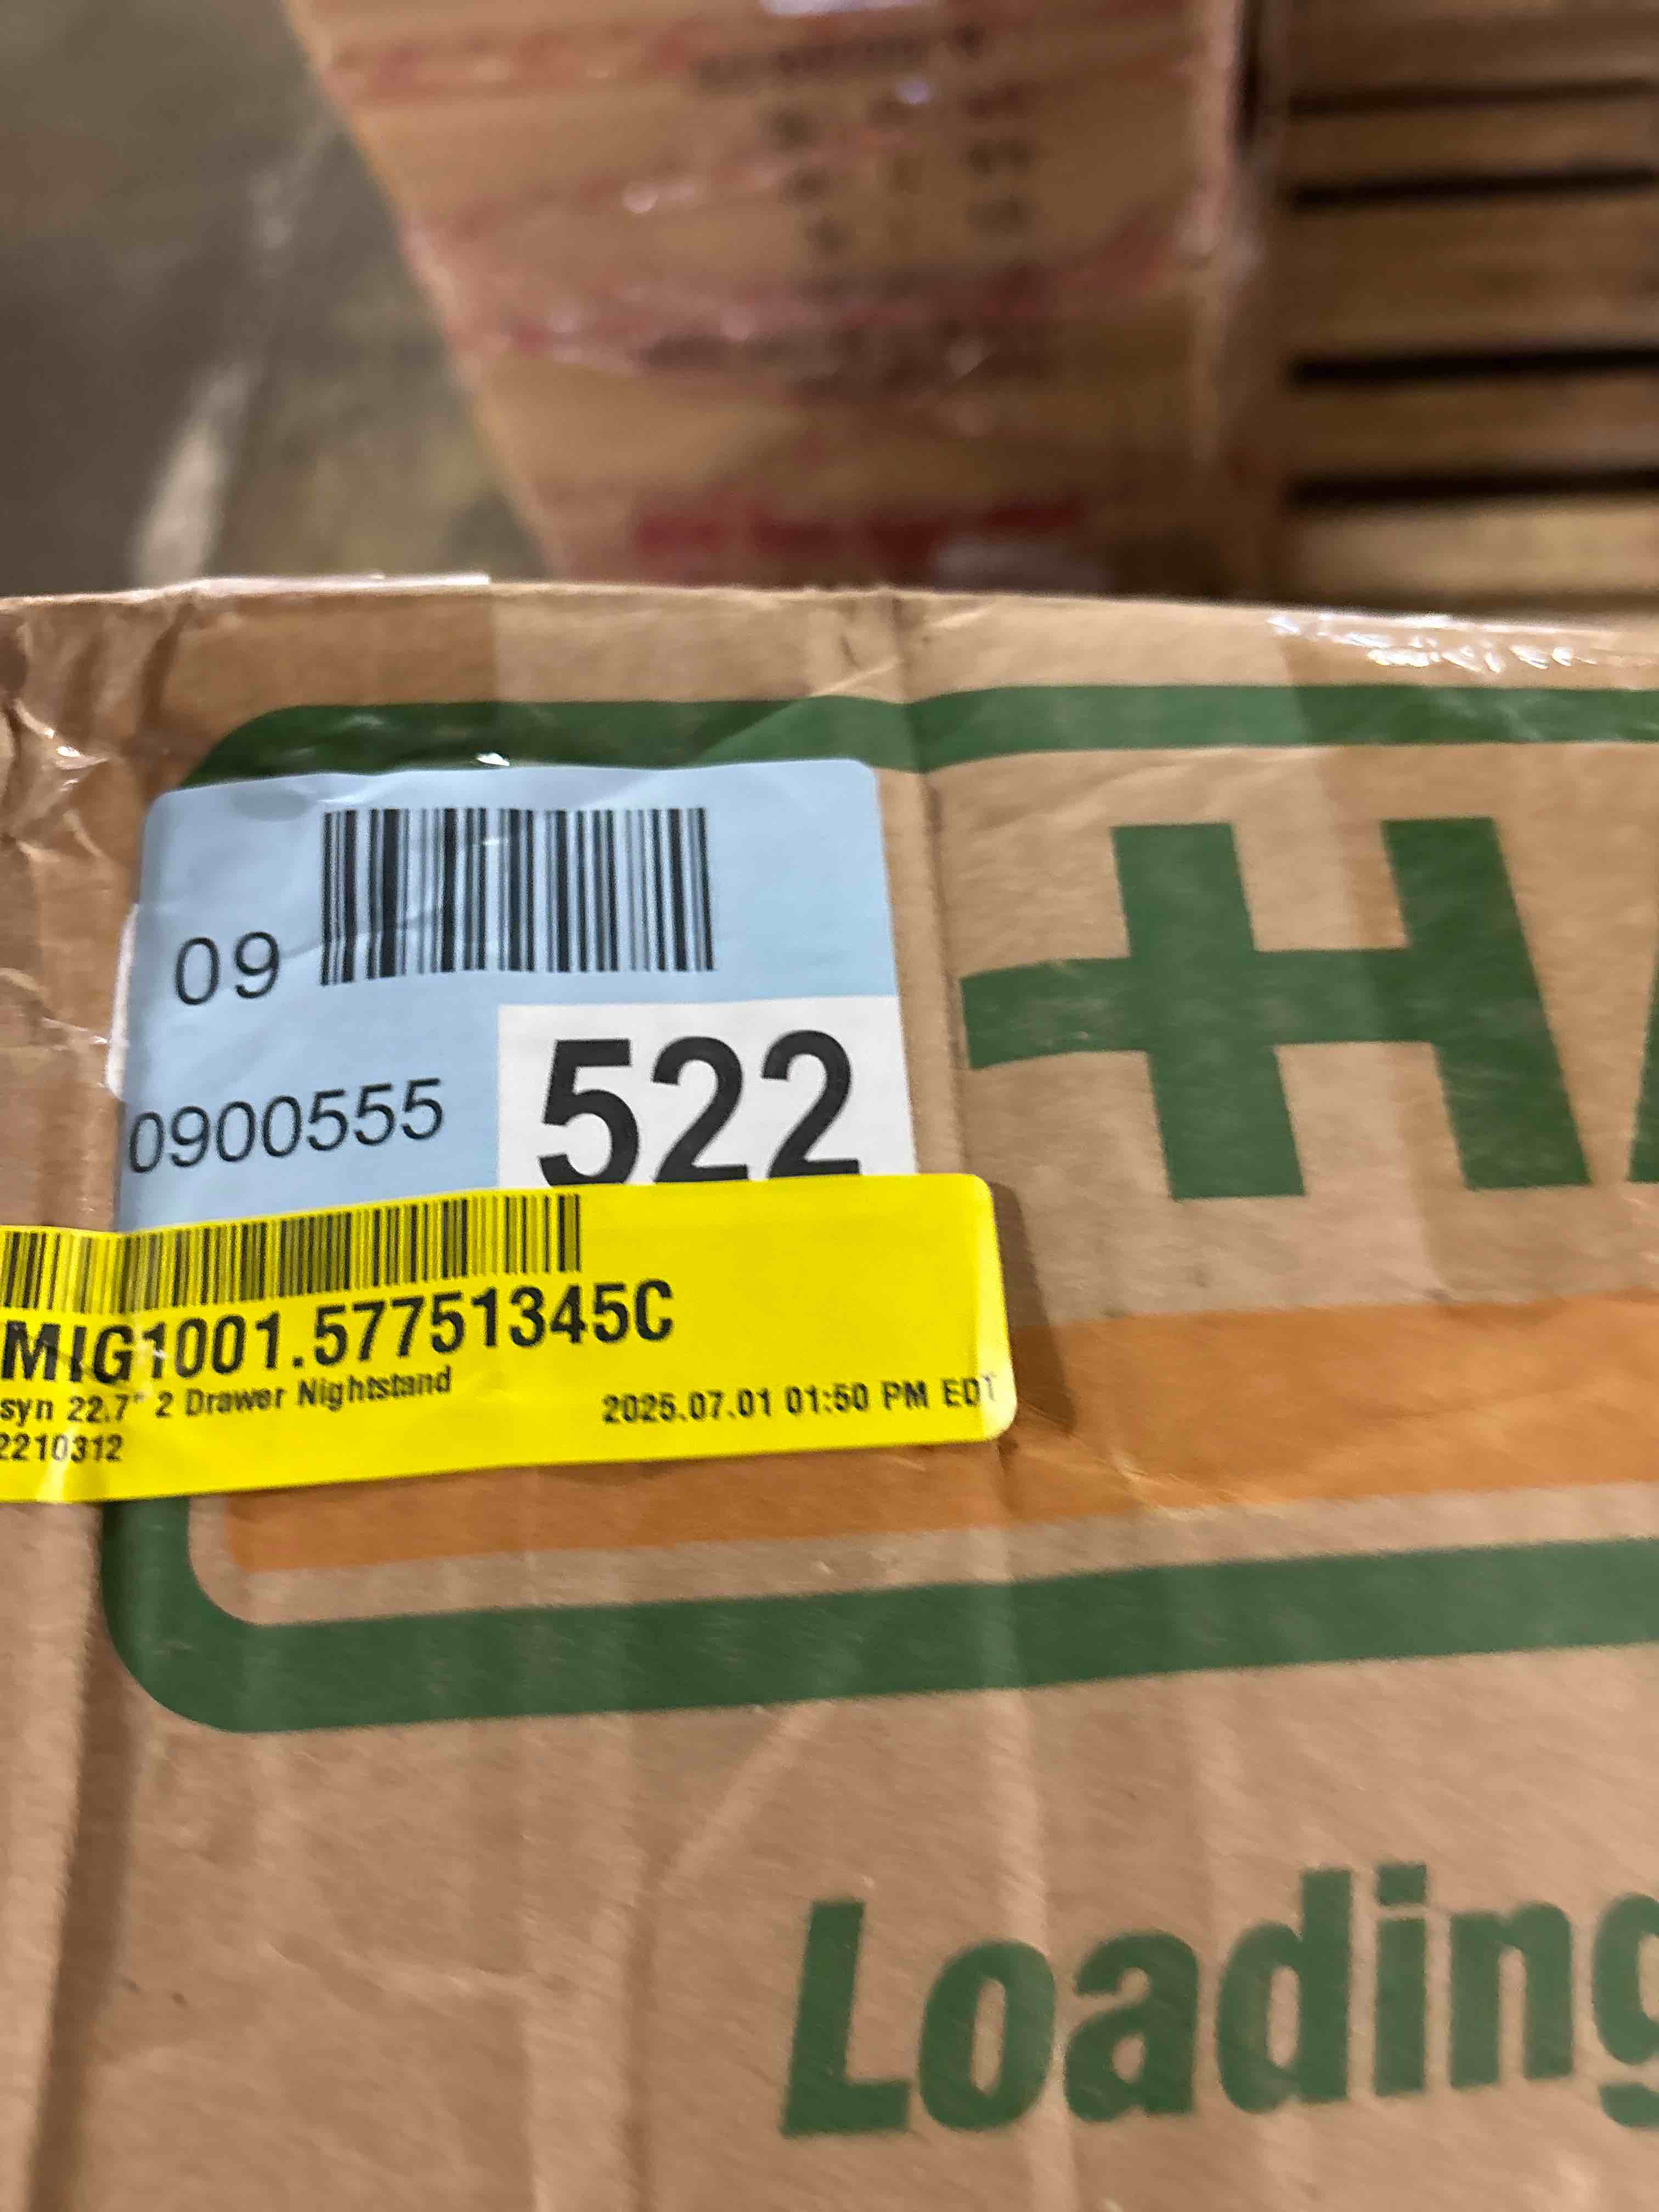 09
0900555
522
MIG1001.57751345C
syn 22.7" 2 Drawer Nightstand
2025.07.01 01:50 PM EDT
2210312
HA
Loading